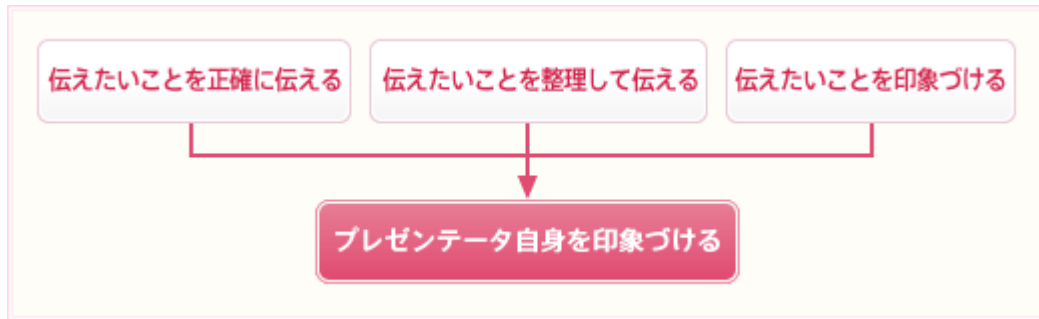 伝えたいことを正確に伝える
伝えたいことを整理して伝える
伝えたいことを印象づける
プレゼンテータ自身を印象づける